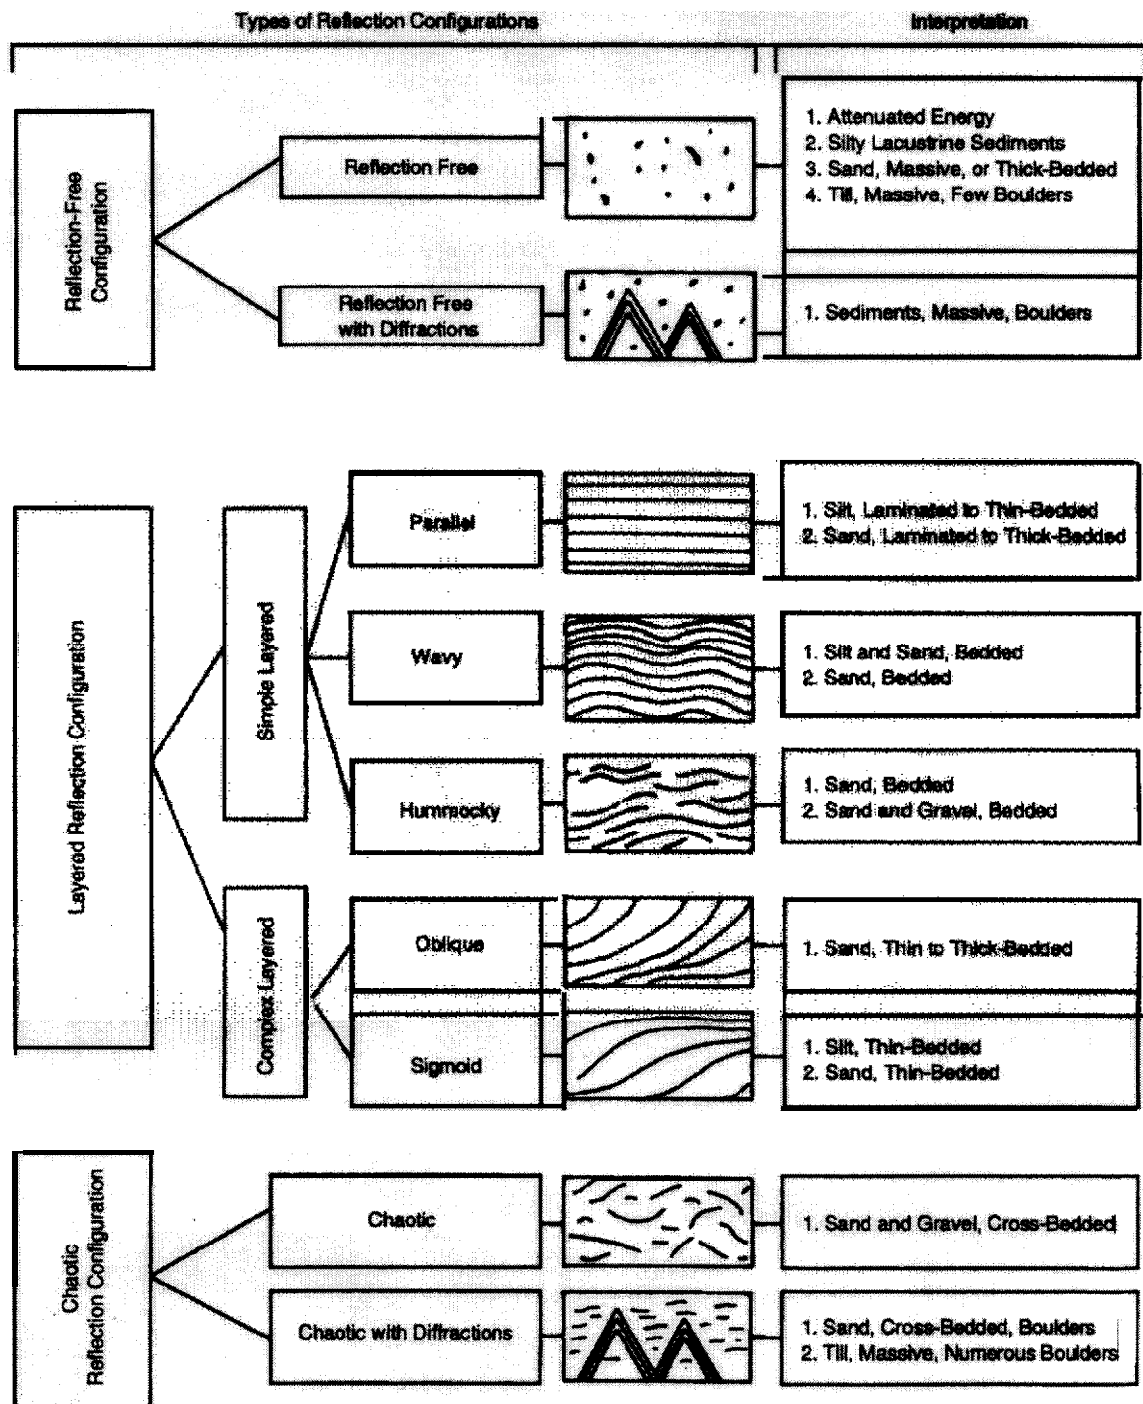 Types of Reflection Configurations
Interpretation
Reflection-Free
Configuration
Reflection Free
1. Attenuated Energy
2. Silty Lacustrine Sediments
3. Sand, Massive, or Thick-Bedded
4. Till, Massive, Few Boulders
Reflection Free
with Diffractions
1. Sediments, Massive, Boulders
Layered Reflection Configuration
Simple Layered
Parallel
1. Silt, Laminated to Thin-Bedded
2. Sand, Laminated to Thick-Bedded
Wavy
1. Silt and Sand, Bedded
2. Sand, Bedded
Hummocky
1. Sand, Bedded
2. Sand and Gravel, Bedded
Complex Layered
Oblique
1. Sand, Thin to Thick-Bedded
Sigmoid
1. Silt, Thin-Bedded
2. Sand, Thin-Bedded
Chaotic
Reflection Configuration
Chaotic
1. Sand and Gravel, Cross-Bedded
Chaotic with Diffractions
1. Sand, Cross-Bedded, Boulders
2. Till, Massive, Numerous Boulders